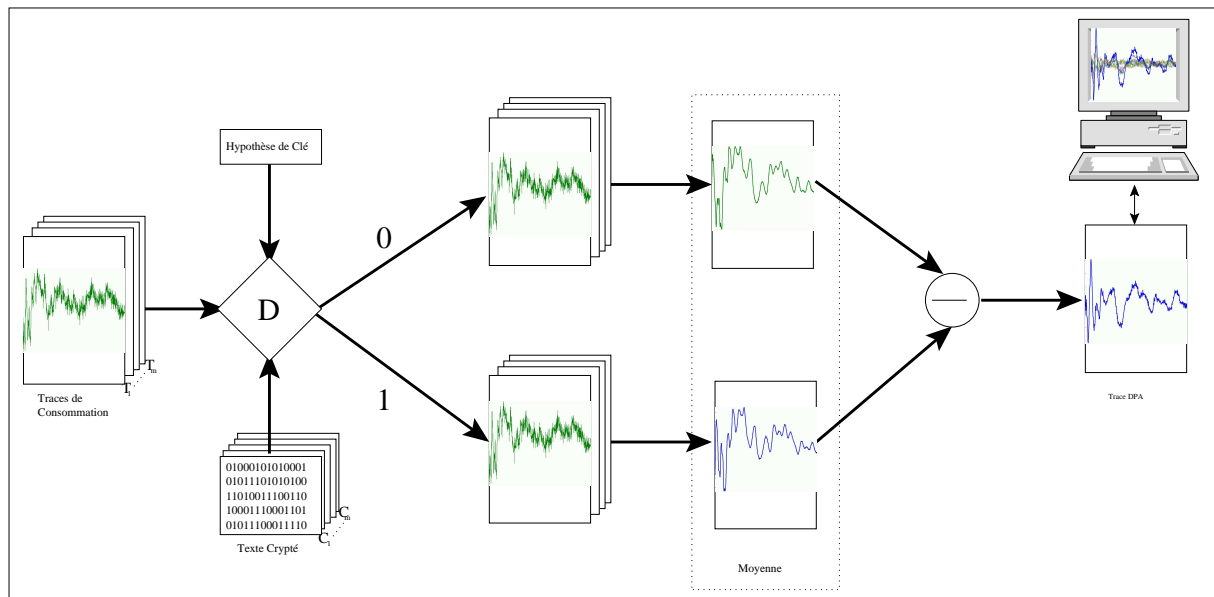 Hypothèse de Clé
0
D
T₁......Tₘ
Traces de
Consommation
1
01000101010001
01011101010100
11010011100110
10001110001101
01011100011110
C₁......Cₘ
Texte Crypté
Moyenne
Trace DPA